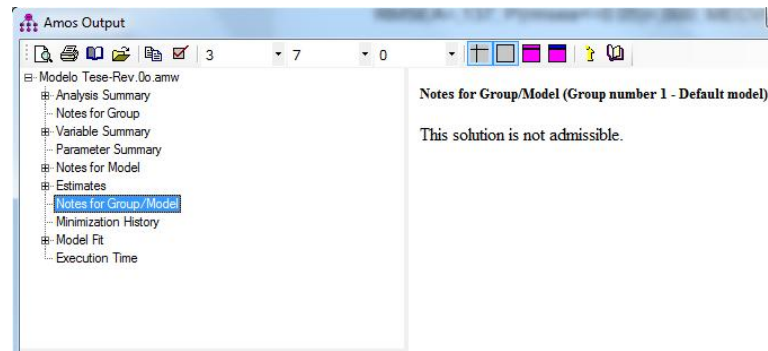 Amos Output
3 7 0
Modelo Tese-Rev.0o.amw
Analysis Summary
Notes for Group
Variable Summary
Parameter Summary
Notes for Model
Estimates
Notes for Group/Model
Minimization History
Model Fit
Execution Time
Notes for Group/Model (Group number 1 - Default model)
This solution is not admissible.